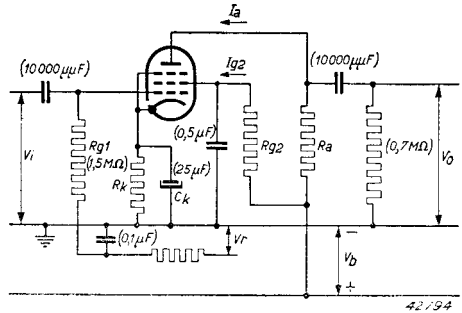 Ia
(10000μμF)
Ig2
(10000μμF)
Vi
Rg1
(1,5MΩ)
Rk
(25μF)
Ck
(0,5μF)
Rg2
Ra
(0,7MΩ)
Vo
(0,1μF)
Vr
Vb
−
+
42794